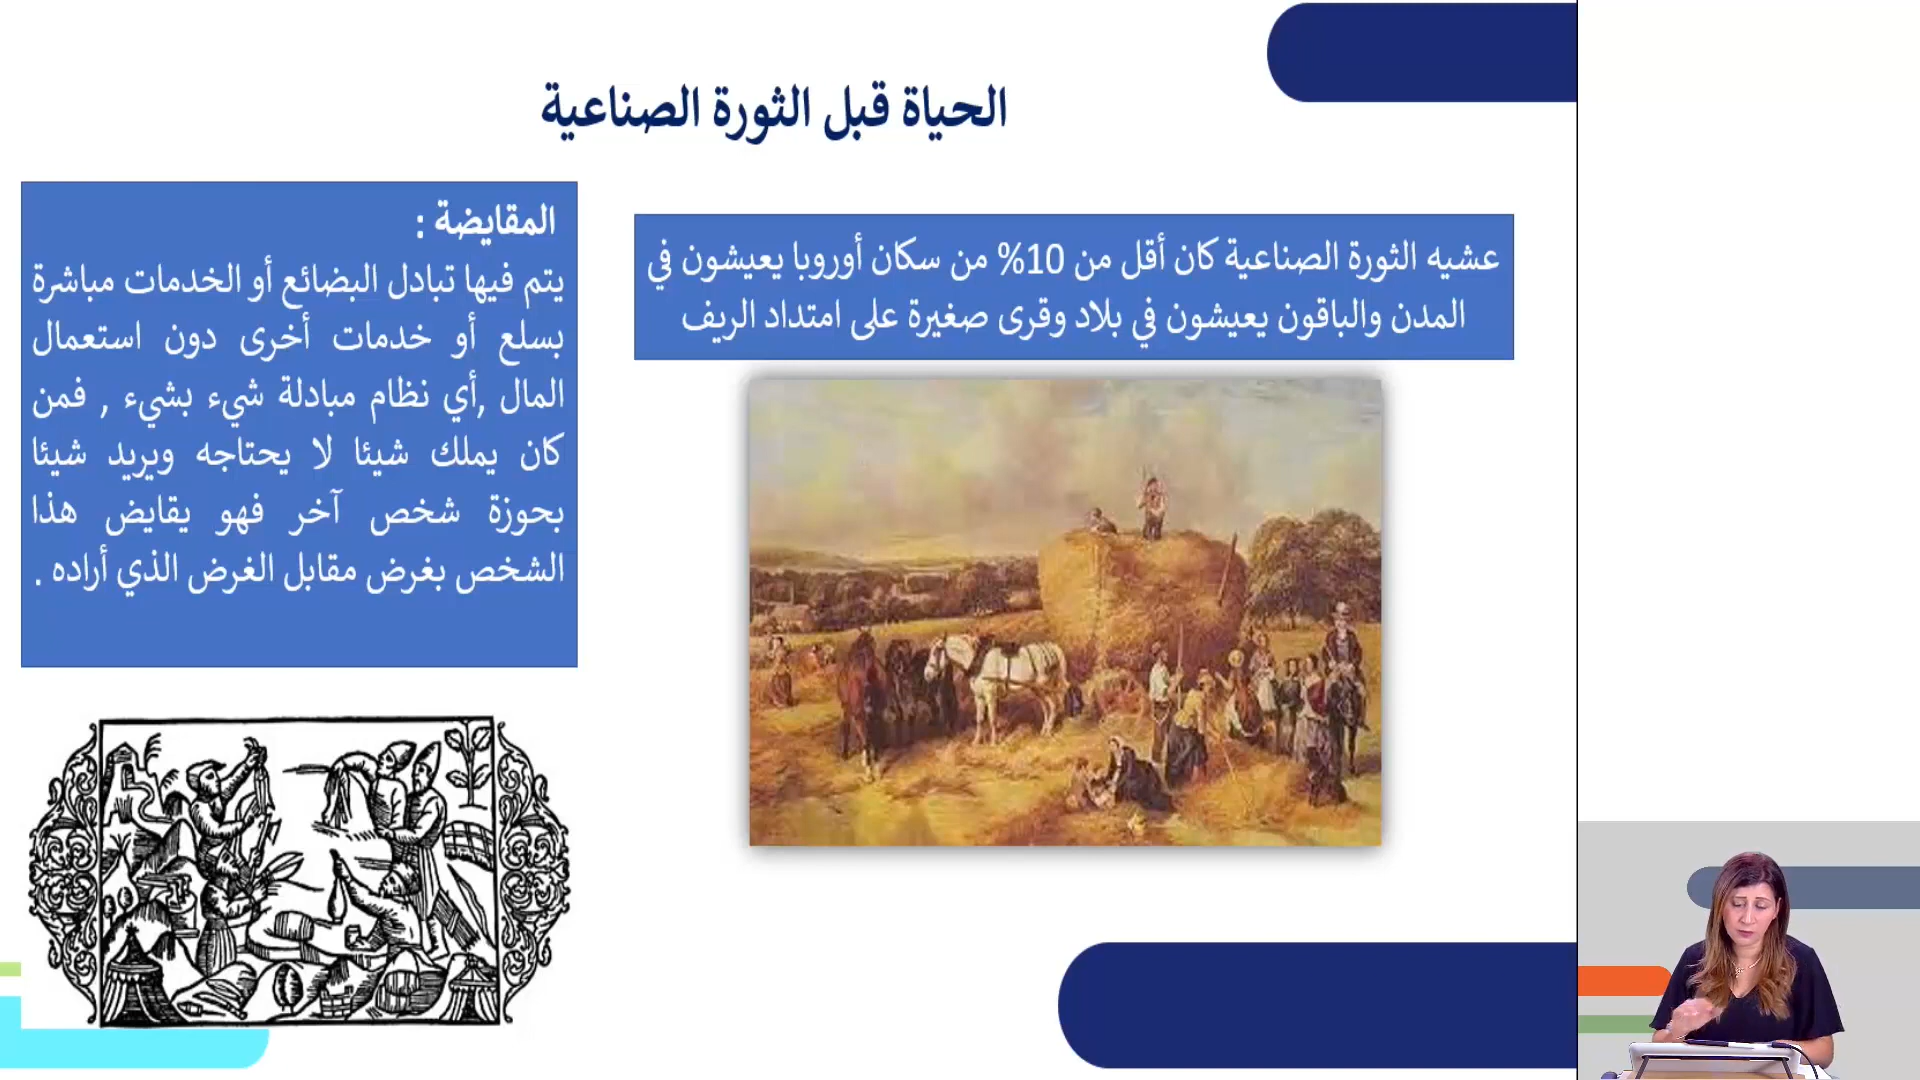 الحياة قبل الثورة الصناعية
عشيه الثورة الصناعية كان أقل من 10% من سكان أوروبا يعيشون في
المدن والباقون يعيشون في بلاد وقرى صغيرة على امتداد الريف
المقايضة :
يتم فيها تبادل البضائع أو الخدمات مباشرة
بسلع أو خدمات أخرى دون استعمال
المال ,أي نظام مبادلة شيء بشيء , فمن
كان يملك شيئا لا يحتاجه ويريد شيئا
بحوزة شخص آخر فهو يقايض هذا
الشخص بغرض مقابل الغرض الذي أراده .